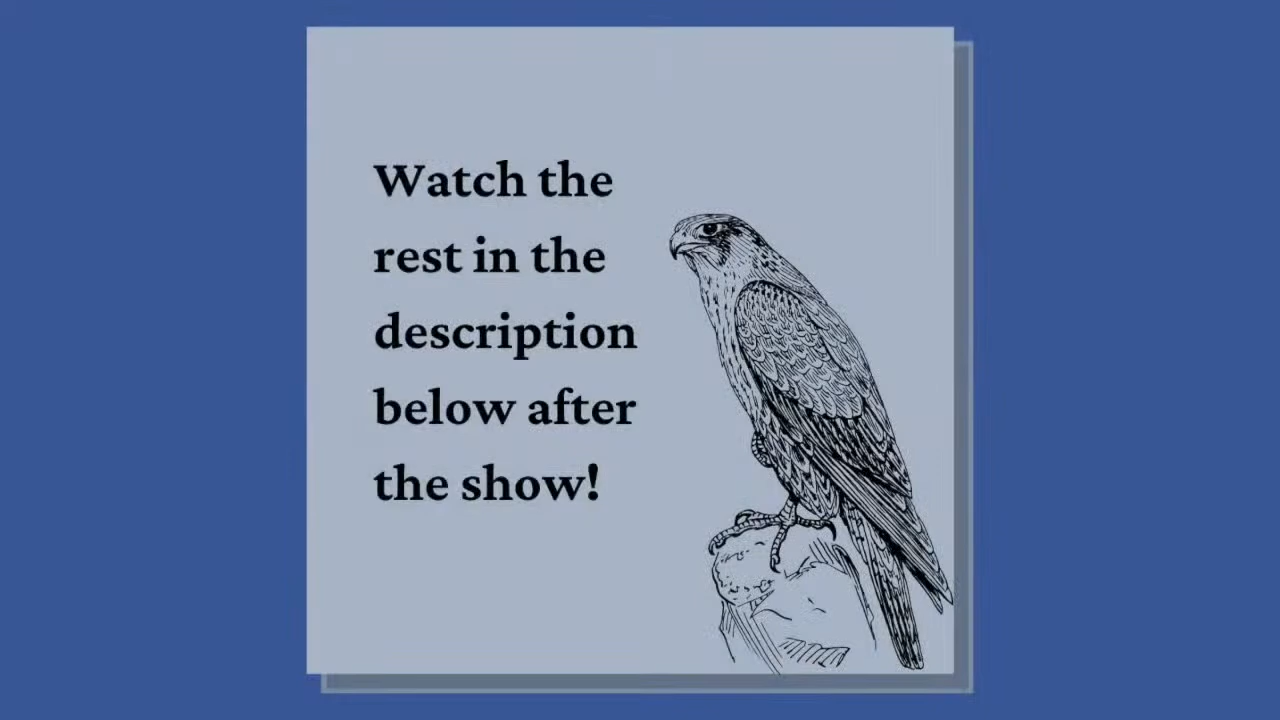 Watch the
rest in the
description
below after
the show!